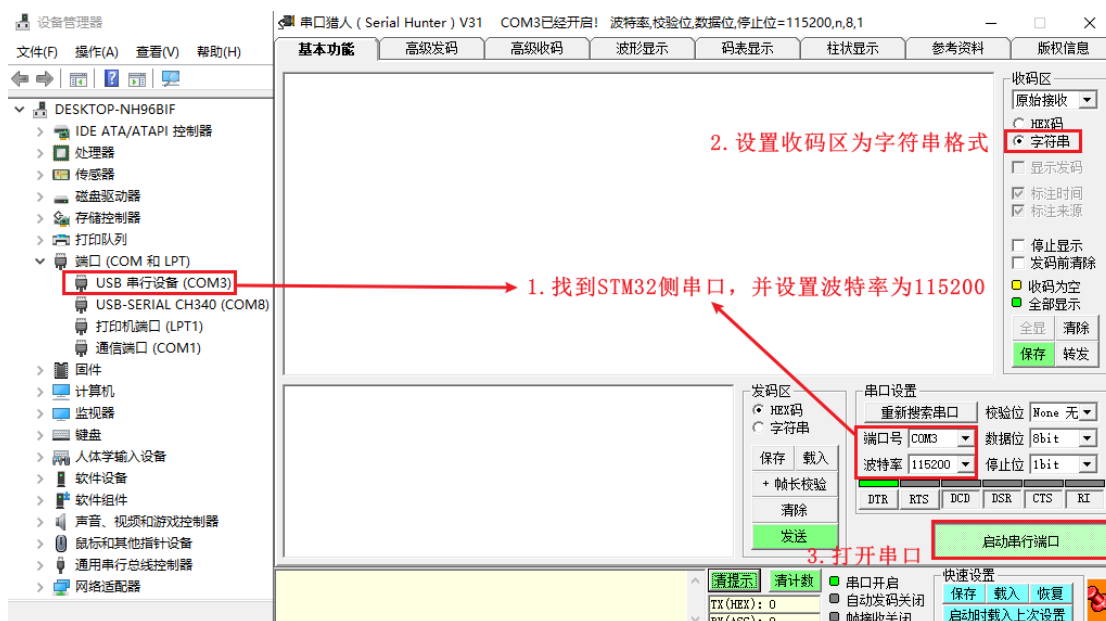 设备管理器
文件(F) 操作(A) 查看(V) 帮助(H)
DESKTOP-NH96BIF
IDE ATA/ATAPI 控制器
处理器
传感器
磁盘驱动器
存储控制器
打印队列
端口 (COM 和 LPT)
USB 串行设备 (COM3)
USB-SERIAL CH340 (COM8)
打印机端口 (LPT1)
通信端口 (COM1)
固件
计算机
监视器
键盘
人体学输入设备
软件设备
软件组件
声音、视频和游戏控制器
鼠标和其他指针设备
通用串行总线控制器
网络适配器
串口猎人 ( Serial Hunter ) V31 COM3已经开启! 波特率,校验位,数据位,停止位=115200,n,8,1
基本功能 高级发码 高级收码 波形显示 码表显示 柱状显示 参考资料 版权信息
收码区
原始接收
HEX码
字符串
2.设置收码区为字符串格式
显示发码
标注时间
标注来源
停止显示
发码前清除
收码为空
全部显示
全显 清除
保存 转发
1.找到STM32侧串口，并设置波特率为115200
发码区
HEX码
字符串
保存 载入
+ 帧长校验
清除
发送
串口设置
重新搜索串口 校验位 None 无
端口号 COM3 数据位 8bit
波特率 115200 停止位 1bit
DTR RTS DCD DSR CTS RI
启动串行端口
3.打开串口
清提示 清计数
TX(HEX): 0
RX(ASC): 0
串口开启
自动发码关闭
帧接收关闭
快速设置
保存 载入 恢复
启动时载入上次设置